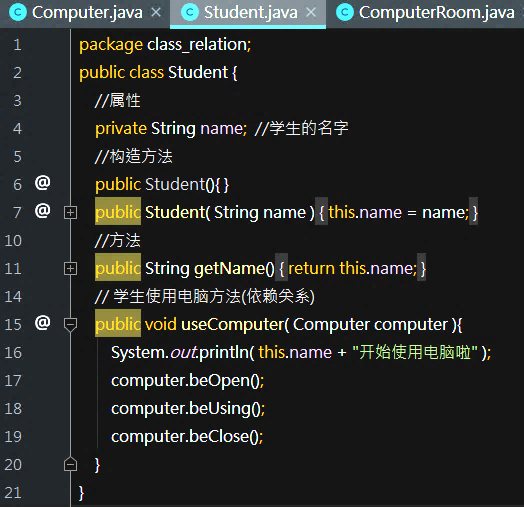 Computer.java × Student.java × ComputerRoom.java
1 package class_relation;
2 public class Student {
3 //属性
4 private String name; //学生的名字
5 //构造方法
6 @ public Student(){ }
7 @ public Student( String name ) { this.name = name; }
10 //方法
11 public String getName() { return this.name; }
14 // 学生使用电脑方法(依赖关系)
15 @ public void useComputer( Computer computer ){
16 System.out.println( this.name + "开始使用电脑啦" );
17 computer.beOpen();
18 computer.beUsing();
19 computer.beClose();
20 }
21 }